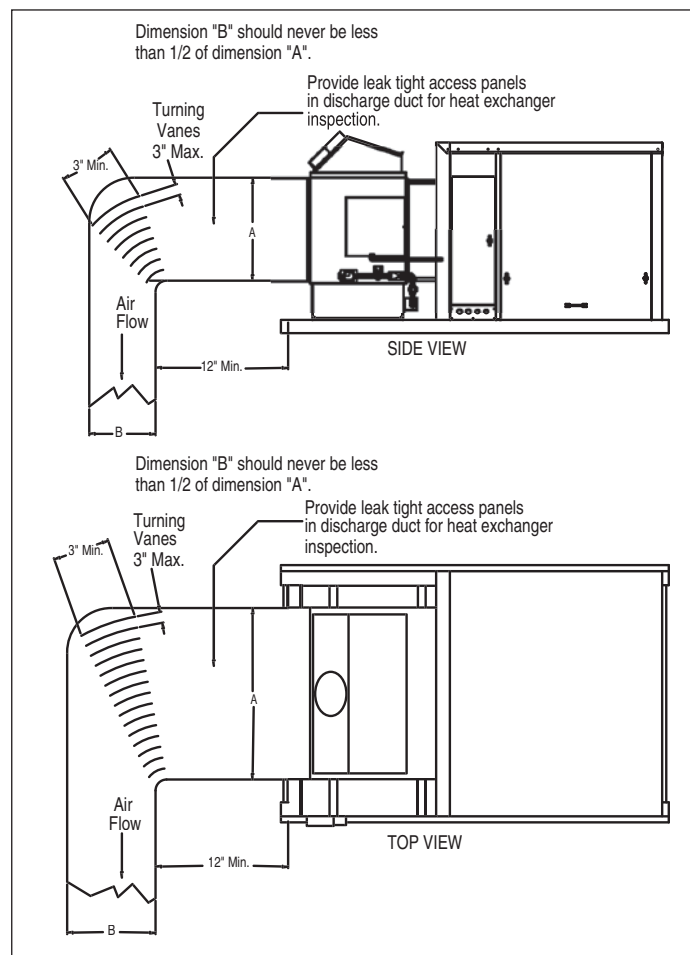 Dimension "B" should never be less
than 1/2 of dimension "A".
Provide leak tight access panels
in discharge duct for heat exchanger
inspection.
Turning
Vanes
3" Max.
3" Min.
A
Air
Flow
12" Min.
SIDE VIEW
B
Dimension "B" should never be less
than 1/2 of dimension "A".
Provide leak tight access panels
in discharge duct for heat exchanger
inspection.
Turning
Vanes
3" Max.
3" Min.
A
Air
Flow
12" Min.
TOP VIEW
B